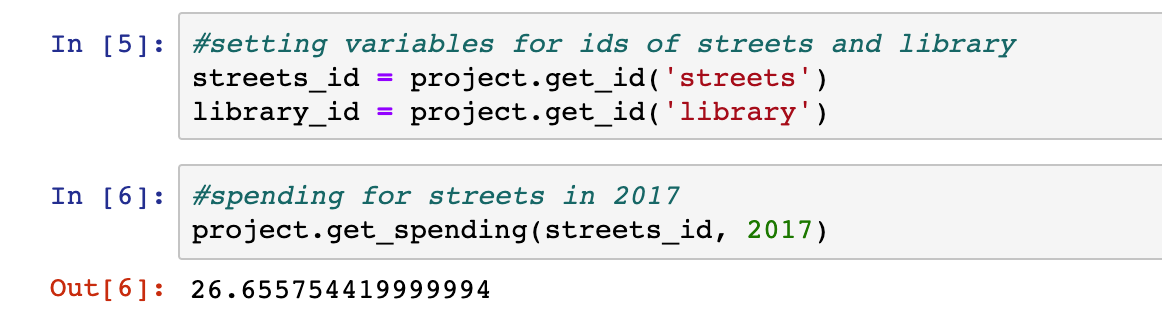 In [5]: #setting variables for ids of streets and library
streets_id = project.get_id('streets')
library_id = project.get_id('library')
In [6]: #spending for streets in 2017
project.get_spending(streets_id, 2017)
Out[6]: 26.655754419999994